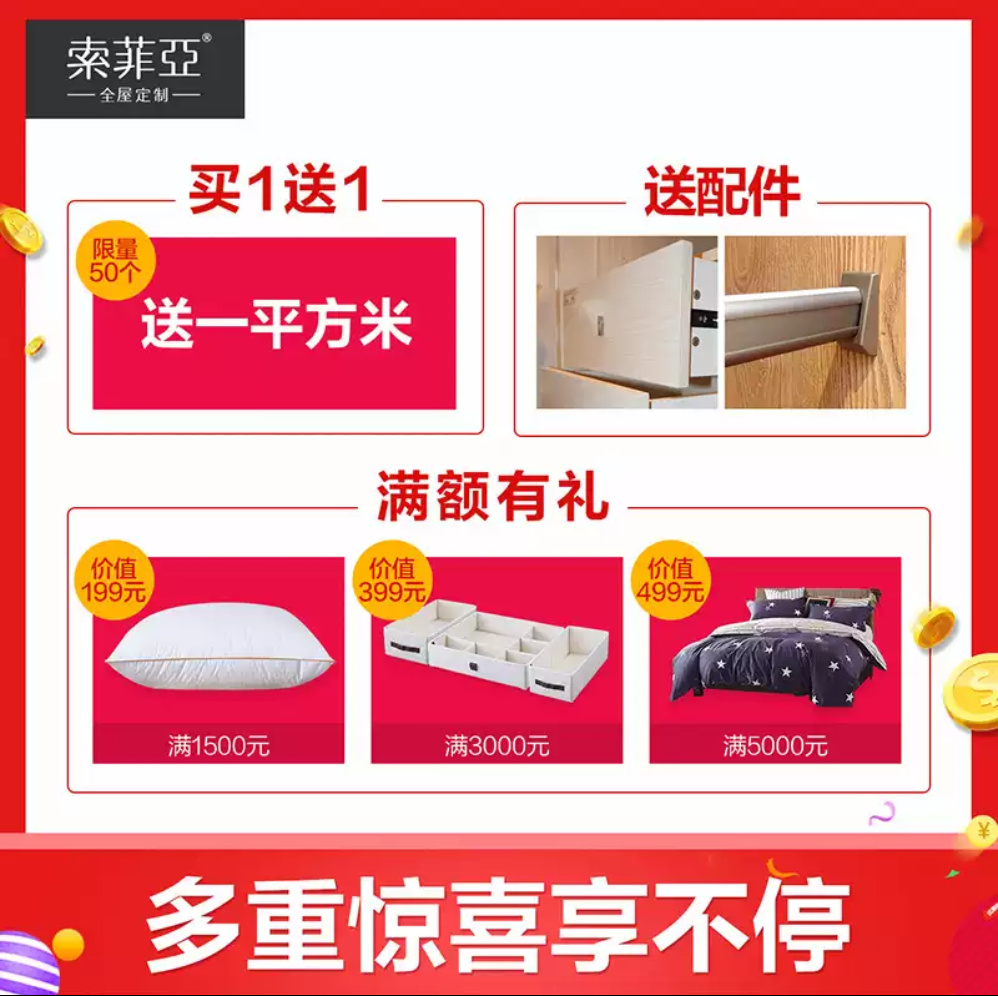 索菲亞®
全屋定制
买1送1
限量
50个
送一平方米
送配件
满额有礼
价值
199元
满1500元
价值
399元
满3000元
价值
499元
满5000元
多重惊喜享不停